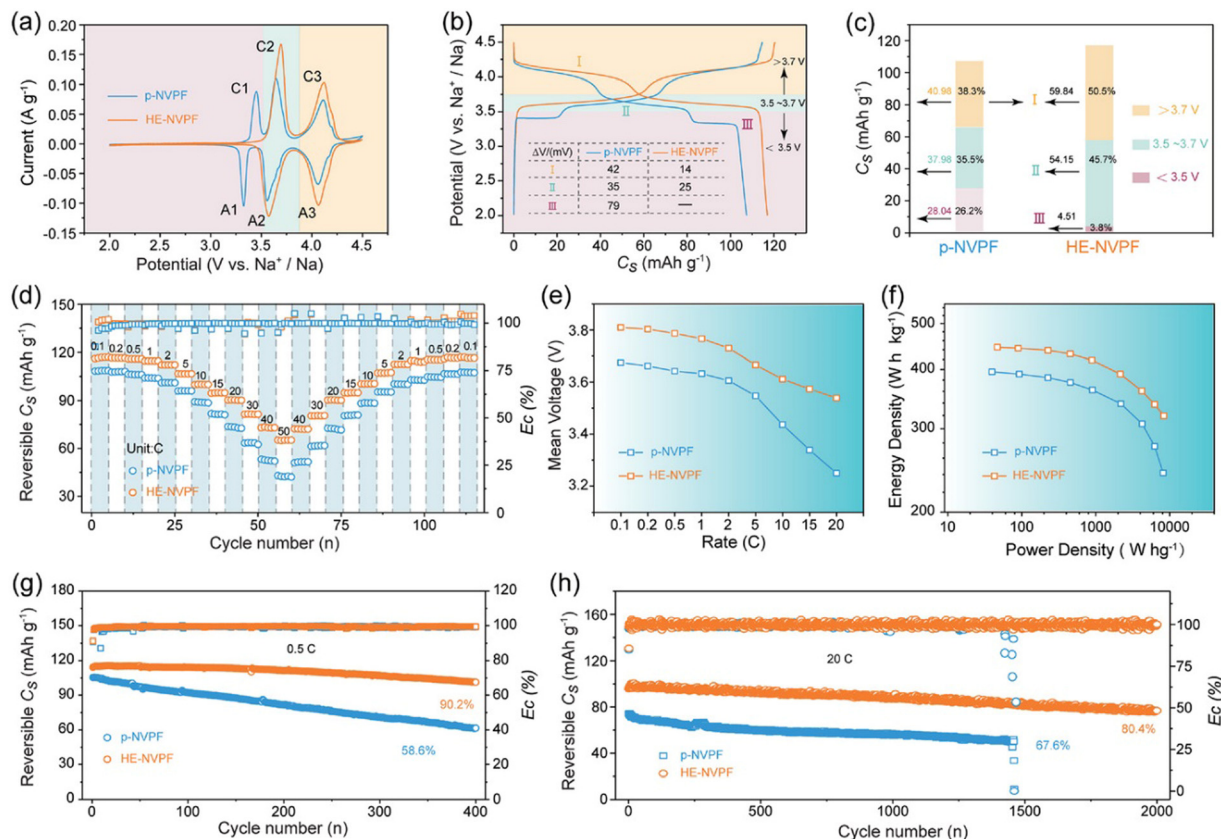 (a)
0.20
0.15
0.10
0.05
0.00
-0.05
-0.10
-0.15
Current (A g⁻¹)
p-NVPF
HE-NVPF
C1
C2
C3
A1
A2
A3
2.0
2.5
3.0
3.5
4.0
4.5
Potential (V vs. Na⁺ / Na)
(b)
4.5
4.0
3.5
3.0
2.5
2.0
Potential (V vs. Na⁺ / Na)
I
II
III
>3.7 V
3.5 ~3.7 V
< 3.5 V
ΔV/(mV) p-NVPF HE-NVPF
I 42 14
II 35 25
III 79 —
0 20 40 60 80 100 120
Cs (mAh g⁻¹)
(c)
120
100
80
60
40
20
0
Cs (mAh g⁻¹)
40.98 38.3% I 59.84 50.5%
37.98 35.5% II 54.15 45.7%
28.04 26.2% III 4.51 3.8%
>3.7 V
3.5 ~3.7 V
< 3.5 V
p-NVPF HE-NVPF
(d)
150
120
90
60
30
Reversible Cs (mAh g⁻¹)
0.1 0.2 0.5 1 2 5 10 15 20 30 40 50 40 30 20 15 10 5 2 1 0.5 0.2 0.1
Unit:C
p-NVPF
HE-NVPF
100
75
50
25
0
Ec (%)
0 25 50 75 100
Cycle number (n)
(e)
3.8
3.6
3.4
3.2
Mean Voltage (V)
p-NVPF
HE-NVPF
0.1 0.2 0.5 1 2 5 10 15 20
Rate (C)
(f)
500
400
300
200
Energy Density (W h kg⁻¹)
p-NVPF
HE-NVPF
10 100 1000 10000
Power Density ( W hg⁻¹)
(g)
180
150
120
90
60
30
0
Reversible Cs (mAh g⁻¹)
0.5 C
90.2%
58.6%
p-NVPF
HE-NVPF
120
100
80
60
40
20
0
Ec (%)
0 100 200 300 400
Cycle number (n)
(h)
160
120
80
40
0
Reversible Cs (mAh g⁻¹)
20 C
80.4%
67.6%
p-NVPF
HE-NVPF
100
75
50
25
0
Ec (%)
0 500 1000 1500 2000
Cycle number (n)